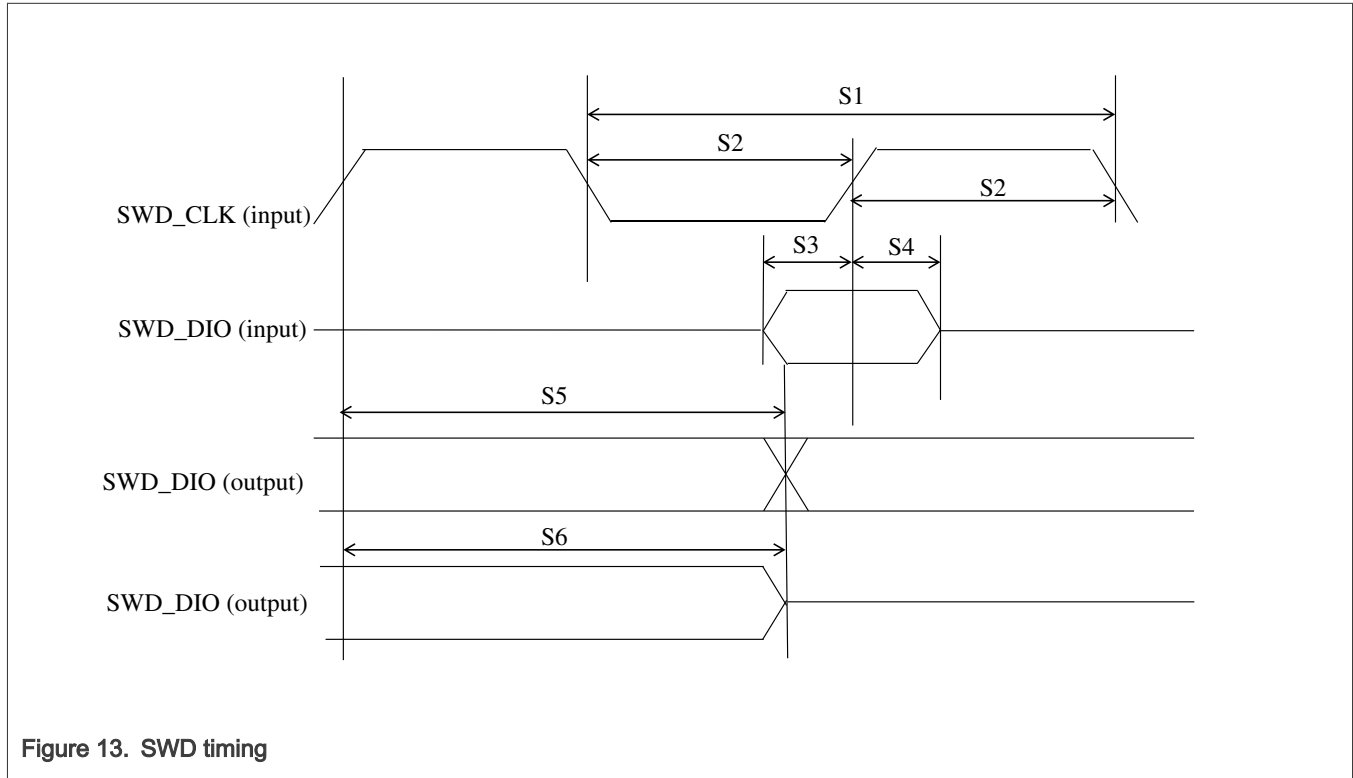 S1
S2
S2
SWD_CLK (input)
S3
S4
SWD_DIO (input)
S5
SWD_DIO (output)
S6
SWD_DIO (output)
Figure 13. SWD timing